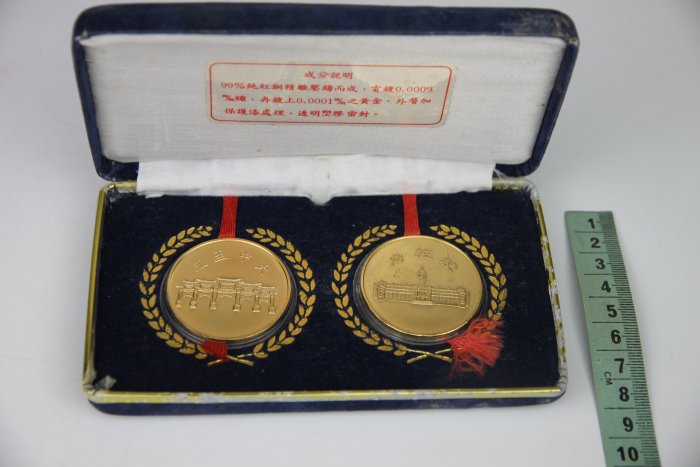 成分說明
99%純紅銅精雕壓鑄而成，電鍍0.0009
‰鎳，再鍍上0.0001‰之黃金，外層加
保護漆處理，透明塑膠密封。
正至中大
府統總
1
2
3
4
5
6
7
CM
8
9
10